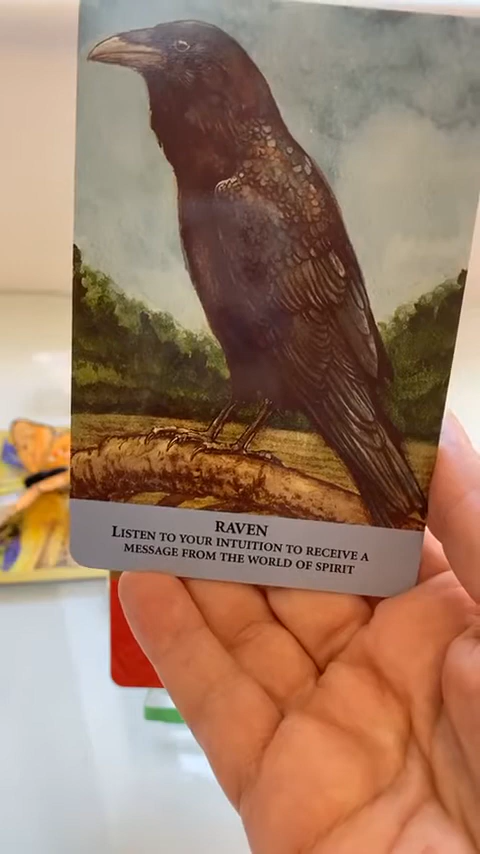 RAVEN
LISTEN TO YOUR INTUITION TO RECEIVE A
MESSAGE FROM THE WORLD OF SPIRIT